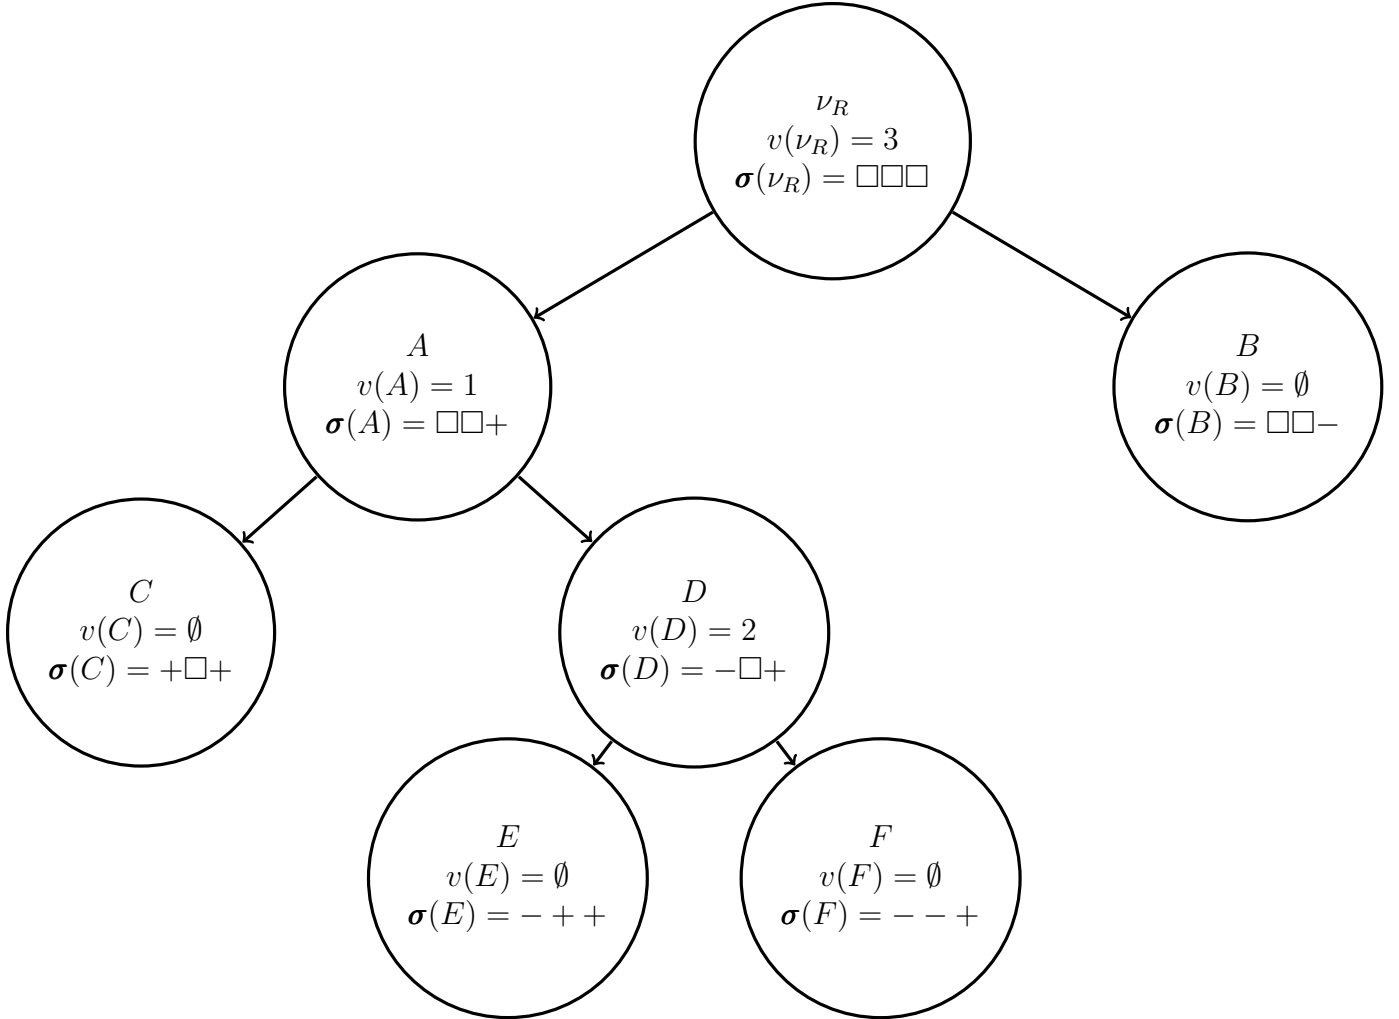 ν_R
v(ν_R) = 3
σ(ν_R) = □□□
A
v(A) = 1
σ(A) = □□+
B
v(B) = ∅
σ(B) = □□−
C
v(C) = ∅
σ(C) = +□+
D
v(D) = 2
σ(D) = −□+
E
v(E) = ∅
σ(E) = − + +
F
v(F) = ∅
σ(F) = − − +